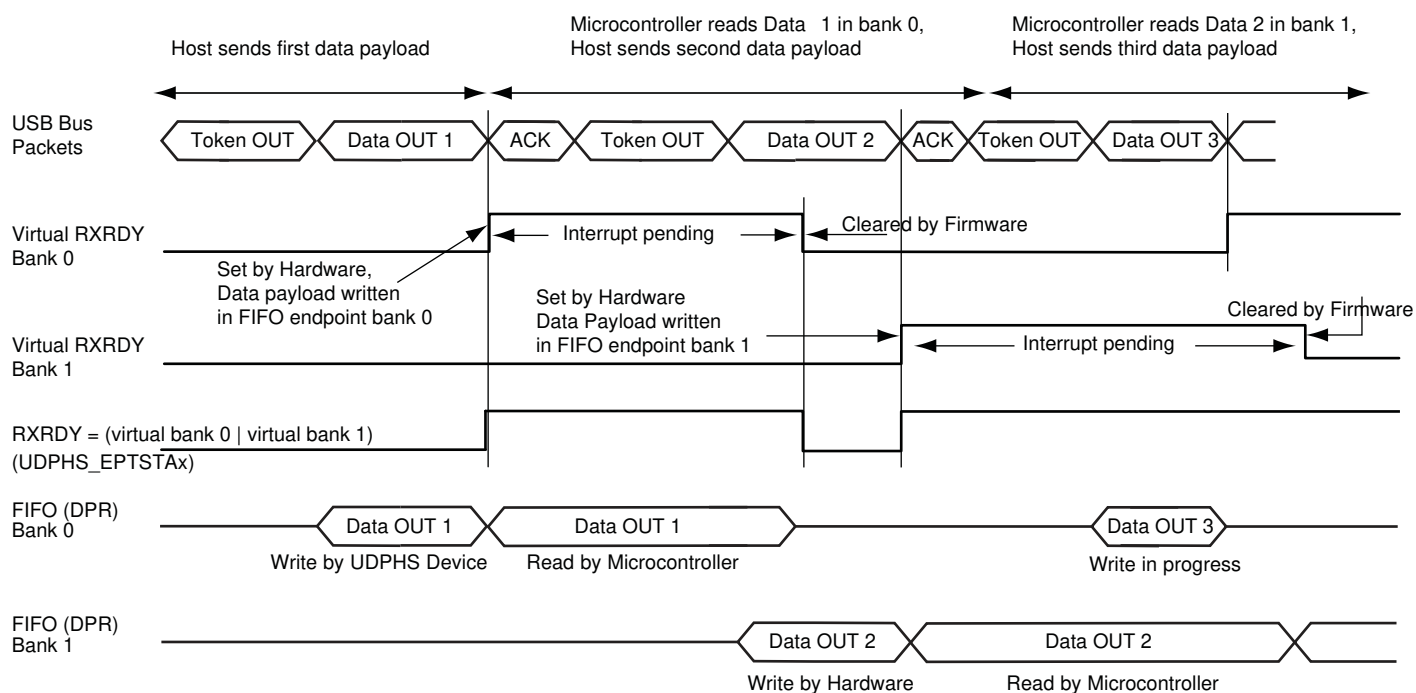 Host sends first data payload
Microcontroller reads Data 1 in bank 0,
Host sends second data payload
Microcontroller reads Data 2 in bank 1,
Host sends third data payload
USB Bus
Packets
Token OUT
Data OUT 1
ACK
Token OUT
Data OUT 2
ACK
Token OUT
Data OUT 3
Virtual RXRDY
Bank 0
Interrupt pending
Cleared by Firmware
Set by Hardware,
Data payload written
in FIFO endpoint bank 0
Set by Hardware
Data Payload written
in FIFO endpoint bank 1
Cleared by Firmware
Virtual RXRDY
Bank 1
Interrupt pending
RXRDY = (virtual bank 0 | virtual bank 1)
(UDPHS_EPTSTAx)
FIFO (DPR)
Bank 0
Data OUT 1
Data OUT 1
Data OUT 3
Write by UDPHS Device
Read by Microcontroller
Write in progress
FIFO (DPR)
Bank 1
Data OUT 2
Data OUT 2
Write by Hardware
Read by Microcontroller